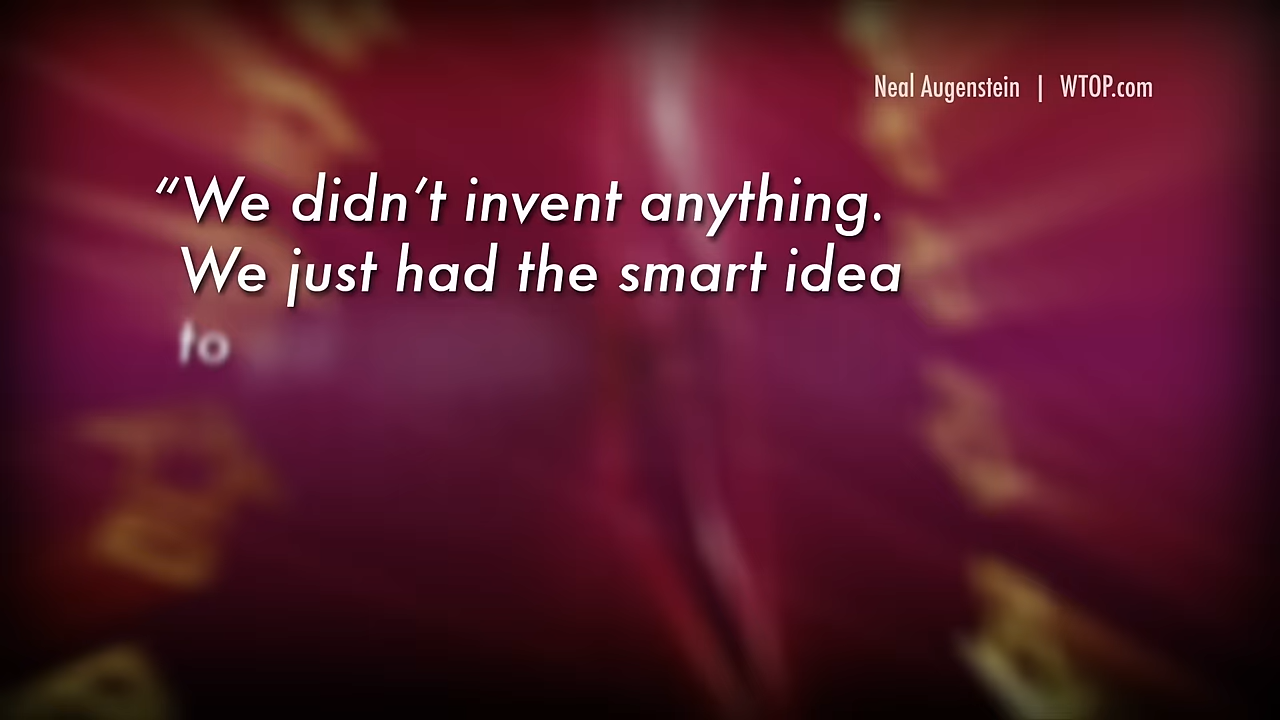 Neal Augenstein | WTOP.com
“We didn’t invent anything.
We just had the smart idea
to